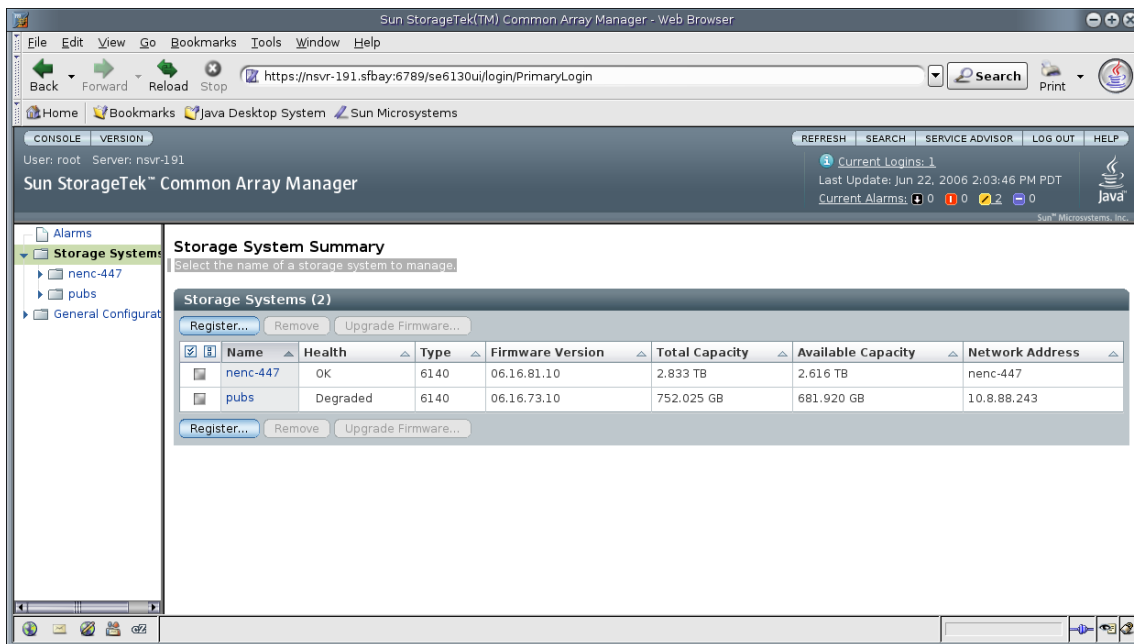 Sun StorageTek(TM) Common Array Manager - Web Browser
File Edit View Go Bookmarks Tools Window Help
Back Forward Reload Stop https://nsvr-191.sfbay:6789/se6130ui/login/PrimaryLogin Search Print
Home Bookmarks Java Desktop System Sun Microsystems
CONSOLE VERSION REFRESH SEARCH SERVICE ADVISOR LOG OUT HELP
User: root Server: nsvr-191 Current Logins: 1
Sun StorageTek™ Common Array Manager Last Update: Jun 22, 2006 2:03:46 PM PDT
Current Alarms: 0 0 2 0
Java™
Sun™ Microsystems, Inc.
Alarms
Storage Systems
nenc-447
pubs
General Configurat
Storage System Summary
Select the name of a storage system to manage.
Storage Systems (2)
Register... Remove Upgrade Firmware...
Name Health Type Firmware Version Total Capacity Available Capacity Network Address
nenc-447 OK 6140 06.16.81.10 2.833 TB 2.616 TB nenc-447
pubs Degraded 6140 06.16.73.10 752.025 GB 681.920 GB 10.8.88.243
Register... Remove Upgrade Firmware...